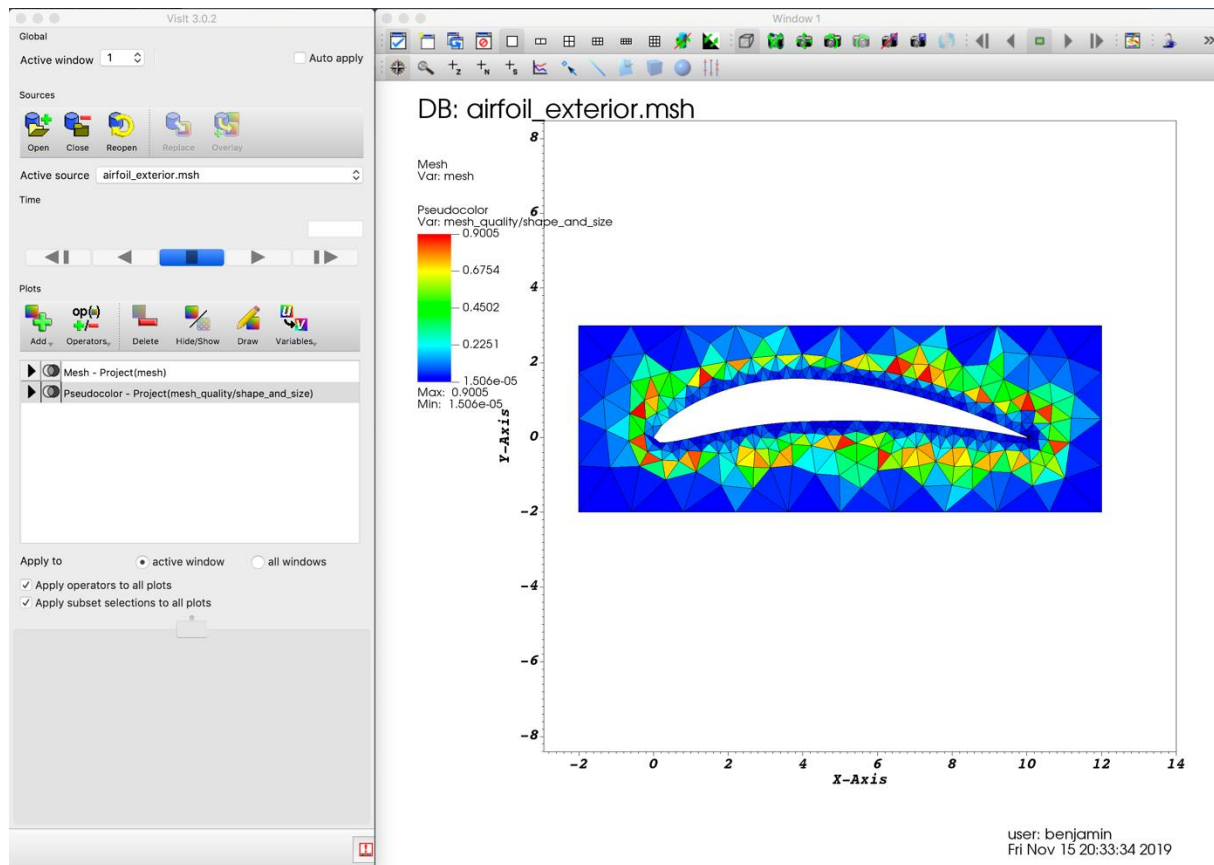 VisIt 3.0.2
Global
Active window 1
Auto apply
Sources
Open Close Reopen Replace Overlay
Active source airfoil_exterior.msh
Time
Plots
op(=)
Add Operators Delete Hide/Show Draw Variables
Mesh - Project(mesh)
Pseudocolor - Project(mesh_quality/shape_and_size)
Apply to active window all windows
Apply operators to all plots
Apply subset selections to all plots
Window 1
+z +N +s
DB: airfoil_exterior.msh
Mesh
Var: mesh
Pseudocolor
Var: mesh_quality/shape_and_size
0.9005
0.6754
0.4502
0.2251
1.506e-05
Max: 0.9005
Min: 1.506e-05
Y-Axis
8
6
4
2
0
-2
-4
-6
-8
-2 0 2 4 6 8 10 12 14
X-Axis
user: benjamin
Fri Nov 15 20:33:34 2019